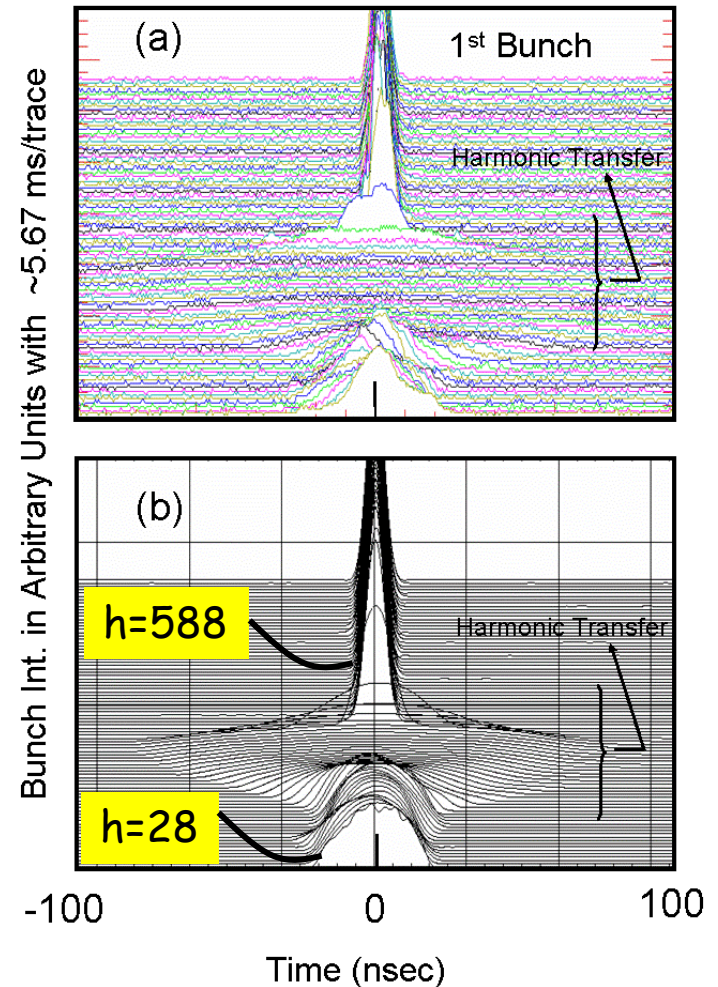 Bunch Int. in Arbitrary Units with ~5.67 ms/trace
(a)
1st Bunch
Harmonic Transfer
(b)
h=588
Harmonic Transfer
h=28
-100 0 100
Time (nsec)